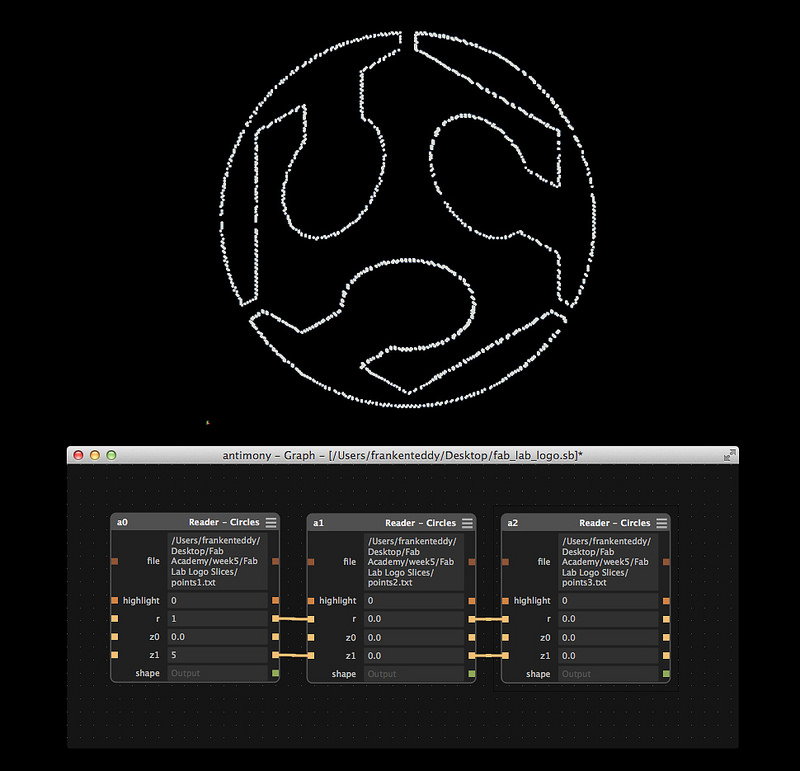 antimony - Graph - [/Users/frankenteddy/Desktop/fab_lab_logo.sb]*
a0 Reader - Circles
file /Users/frankenteddy/
Desktop/Fab
Academy/week5/Fab
Lab Logo Slices/
points1.txt
highlight 0
r 1
z0 0.0
z1 5
shape Output
a1 Reader - Circles
file /Users/frankenteddy/
Desktop/Fab
Academy/week5/Fab
Lab Logo Slices/
points2.txt
highlight 0
r 0.0
z0 0.0
z1 0.0
shape Output
a2 Reader - Circles
file /Users/frankenteddy/
Desktop/Fab
Academy/week5/Fab
Lab Logo Slices/
points3.txt
highlight 0
r 0.0
z0 0.0
z1 0.0
shape Output